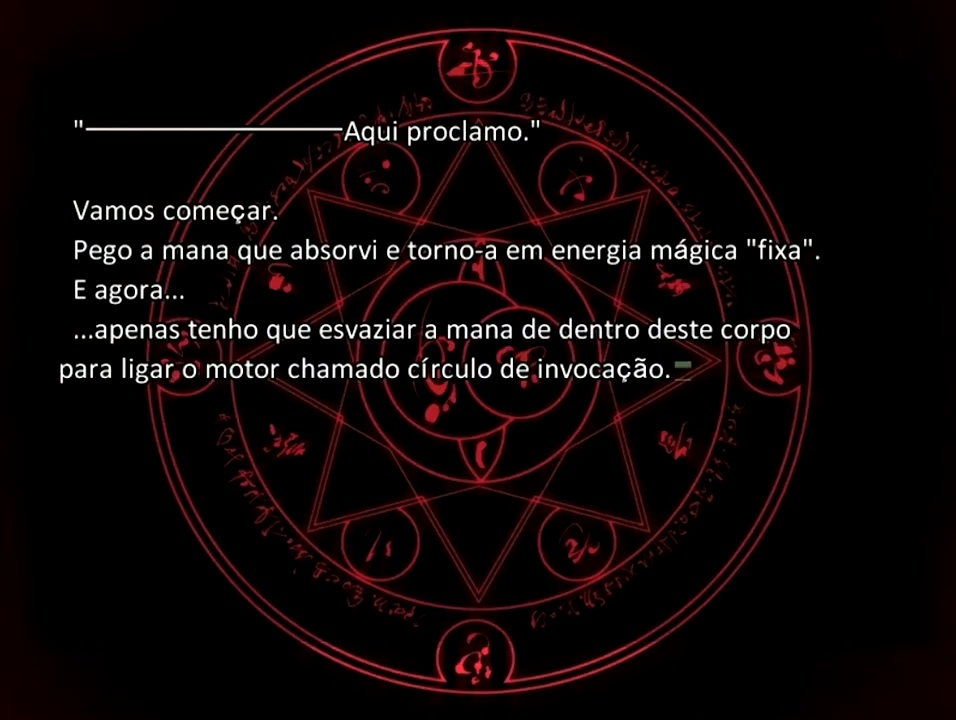 "―――――――――――Aqui proclamo."
Vamos começar.
Pego a mana que absorvi e torno-a em energia mágica "fixa".
E agora...
...apenas tenho que esvaziar a mana de dentro deste corpo
para ligar o motor chamado círculo de invocação.